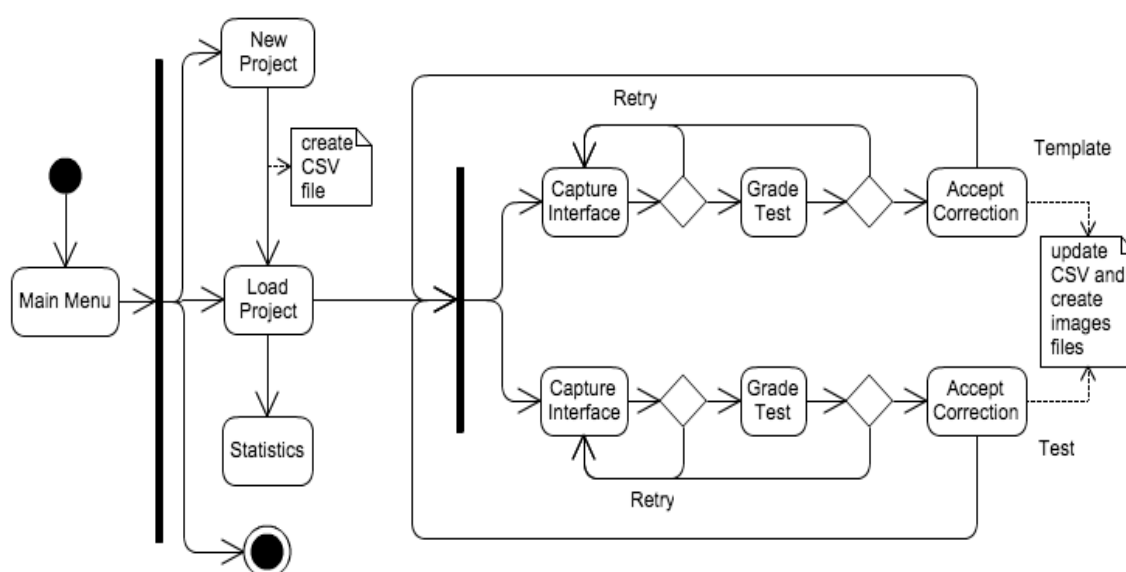 New
Project
create
CSV
file
Main Menu
Load
Project
Statistics
Retry
Capture
Interface
Grade
Test
Accept
Correction
Template
update
CSV and
create
images
files
Capture
Interface
Grade
Test
Accept
Correction
Test
Retry